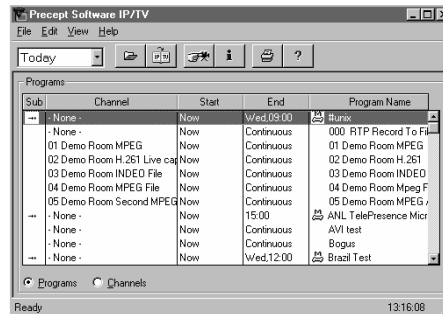 Precept Software IP/TV
File Edit View Help
Today
Programs
Sub Channel Start End Program Name
- None - Now Wed,09:00 #unix
- None - Now Continuous 000 RTP Record To Fi
01 Demo Room MPEG Now Continuous 01 Demo Room MPEG
02 Demo Room H.261 Live cap Now Continuous 02 Demo Room H.261
03 Demo Room INDEO File Now Continuous 03 Demo Room INDEO
04 Demo Room MPEG File Now Continuous 04 Demo Room Mpeg F
05 Demo Room Second MPEG Now Continuous 05 Demo Room MPEG
- None - Now 15:00 ANL TelePresence Micr
- None - Now Continuous AVI test
- None - Now Continuous Bogus
- None - Now Wed,12:00 Brazil Test
Programs Channels
Ready 13:16:08